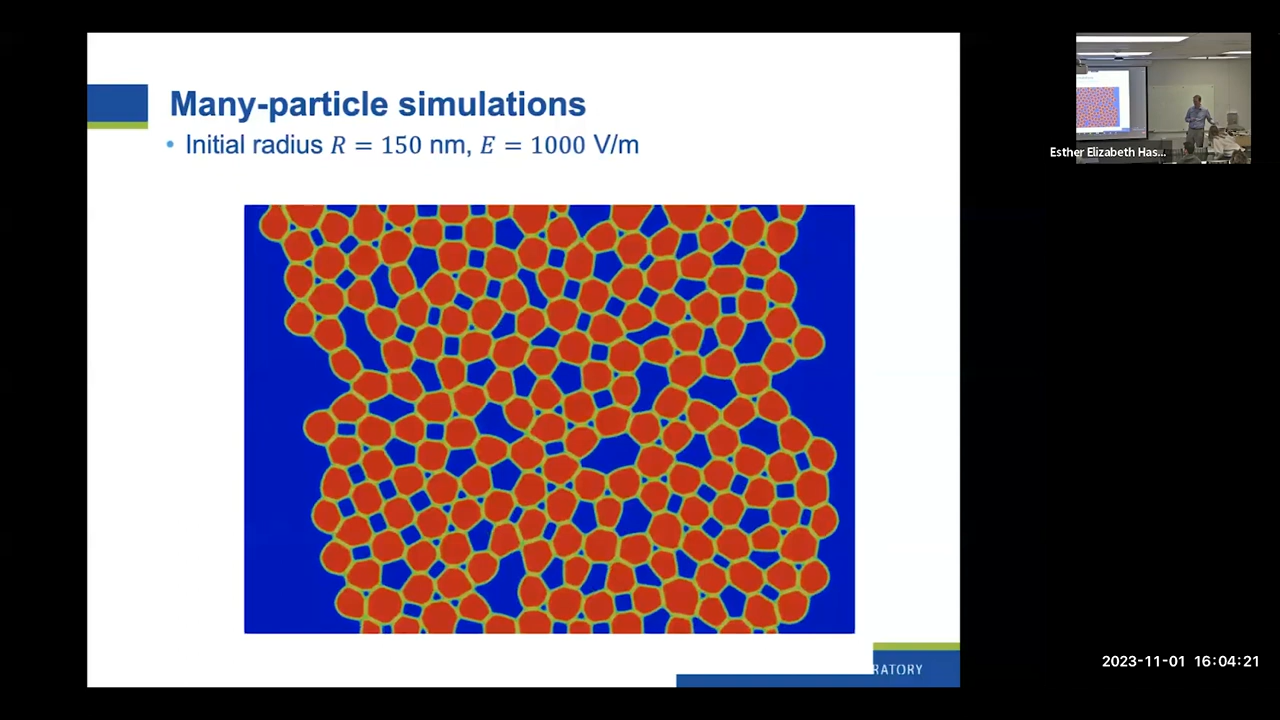 Many-particle simulations
• Initial radius R = 150 nm, E = 1000 V/m
Esther Elizabeth Has...
RATORY
2023-11-01 16:04:21